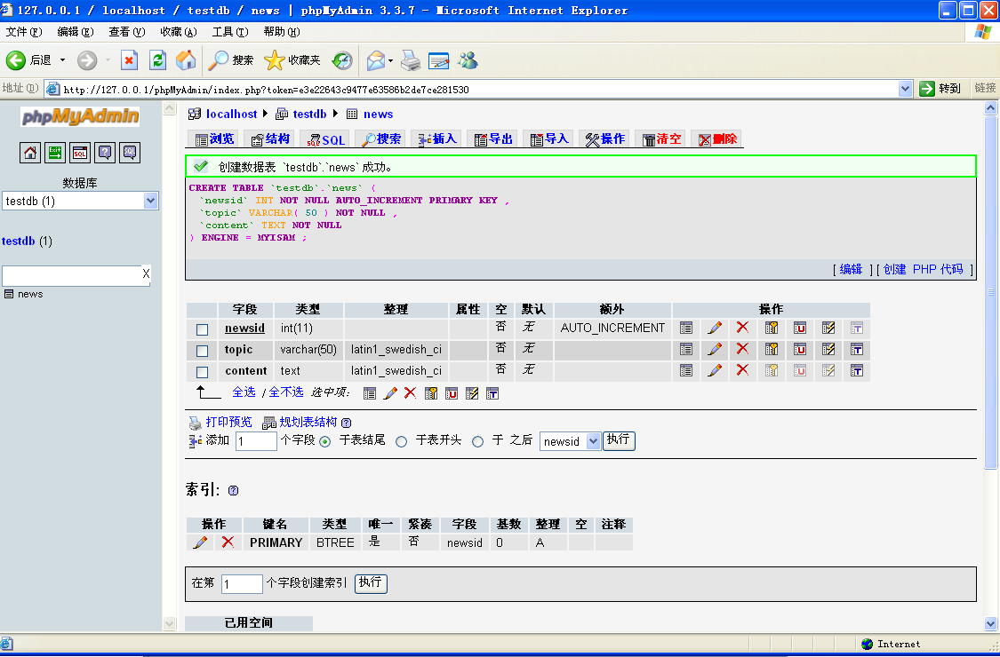 127.0.0.1 / localhost / testdb / news | phpMyAdmin 3.3.7 - Microsoft Internet Explorer
文件(F) 编辑(E) 查看(V) 收藏(A) 工具(T) 帮助(H)
后退 搜索 收藏夹
地址(D) http://127.0.0.1/phpMyAdmin/index.php?token=e3e22643c9477e63586b2de7ce281530 转到 链接
phpMyAdmin
Exit SQL ? SQL
数据库
testdb (1)
testdb (1)
X
news
localhost testdb news
浏览 结构 SQL 搜索 插入 导出 导入 操作 清空 删除
创建数据表 `testdb`.`news` 成功。
CREATE TABLE `testdb`.`news` (
`newsid` INT NOT NULL AUTO_INCREMENT PRIMARY KEY ,
`topic` VARCHAR( 50 ) NOT NULL ,
`content` TEXT NOT NULL
) ENGINE = MYISAM ;
[ 编辑 ] [ 创建 PHP 代码 ]
字段 类型 整理 属性 空 默认 额外 操作
newsid int(11) 否 无 AUTO_INCREMENT
topic varchar(50) latin1_swedish_ci 否 无
content text latin1_swedish_ci 否 无
全选 / 全不选 选中项:
打印预览 规划表结构 ?
添加 1 个字段 于表结尾 于表开头 于 之后 newsid 执行
索引: ?
操作 键名 类型 唯一 紧凑 字段 基数 整理 空 注释
PRIMARY BTREE 是 否 newsid 0 A
在第 1 个字段创建索引 执行
已用空间
Internet